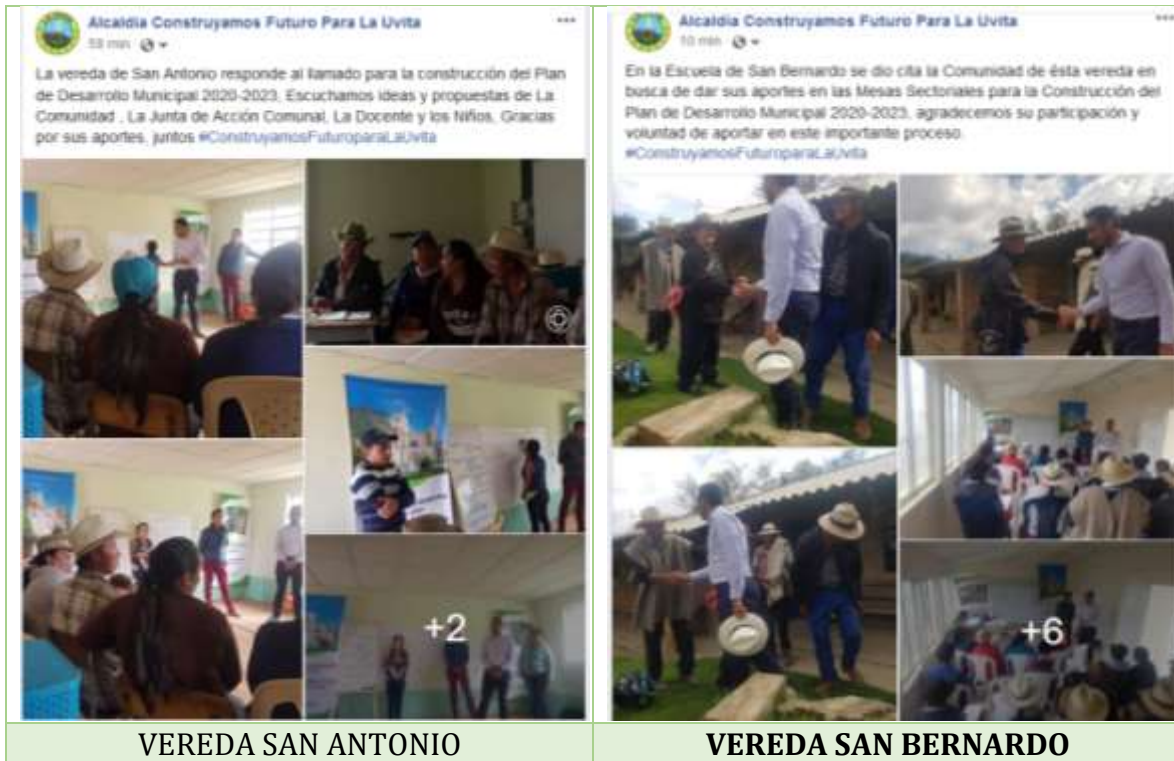 Alcaldía Construyamos Futuro Para La Uvita
59 min
La vereda de San Antonio responde al llamado para la construcción del Plan
de Desarrollo Municipal 2020-2023, Escuchamos ideas y propuestas de La
Comunidad , La Junta de Acción Comunal, La Docente y los Niños, Gracias
por sus aportes, juntos #ConstruyamosFuturoparaLaUvita
+2
VEREDA SAN ANTONIO
Alcaldía Construyamos Futuro Para La Uvita
10 min
En la Escuela de San Bernardo se dio cita la Comunidad de ésta vereda en
busca de dar sus aportes en las Mesas Sectoriales para la Construcción del
Plan de Desarrollo Municipal 2020-2023, agradecemos su participación y
voluntad de aportar en este importante proceso.
#ConstruyamosFuturoparaLaUvita
+6
VEREDA SAN BERNARDO